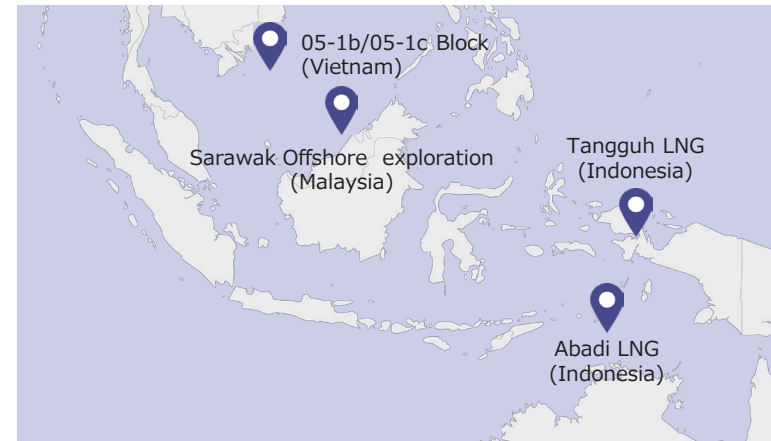 05-1b/05-1c Block
(Vietnam)
Sarawak Offshore exploration
(Malaysia)
Tangguh LNG
(Indonesia)
Abadi LNG
(Indonesia)